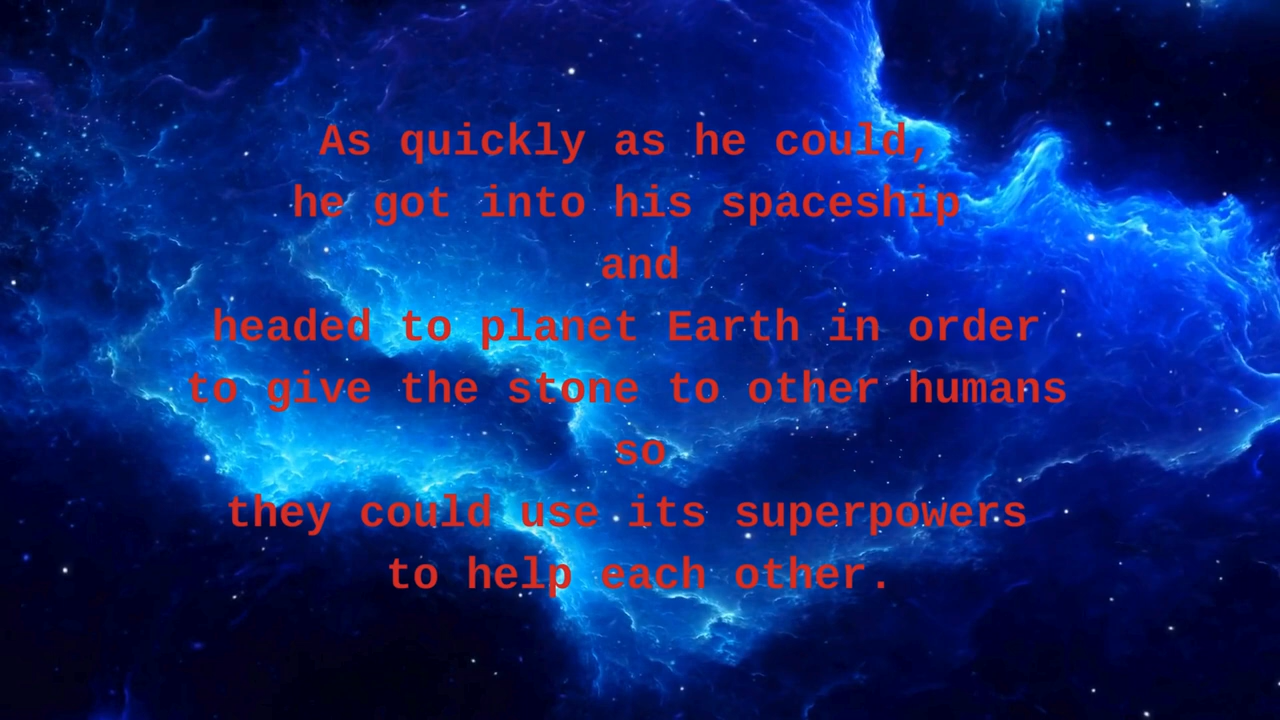 As quickly as he could,
he got into his spaceship
and
headed to planet Earth in order
to give the stone to other humans
so
they could use its superpowers
to help each other.